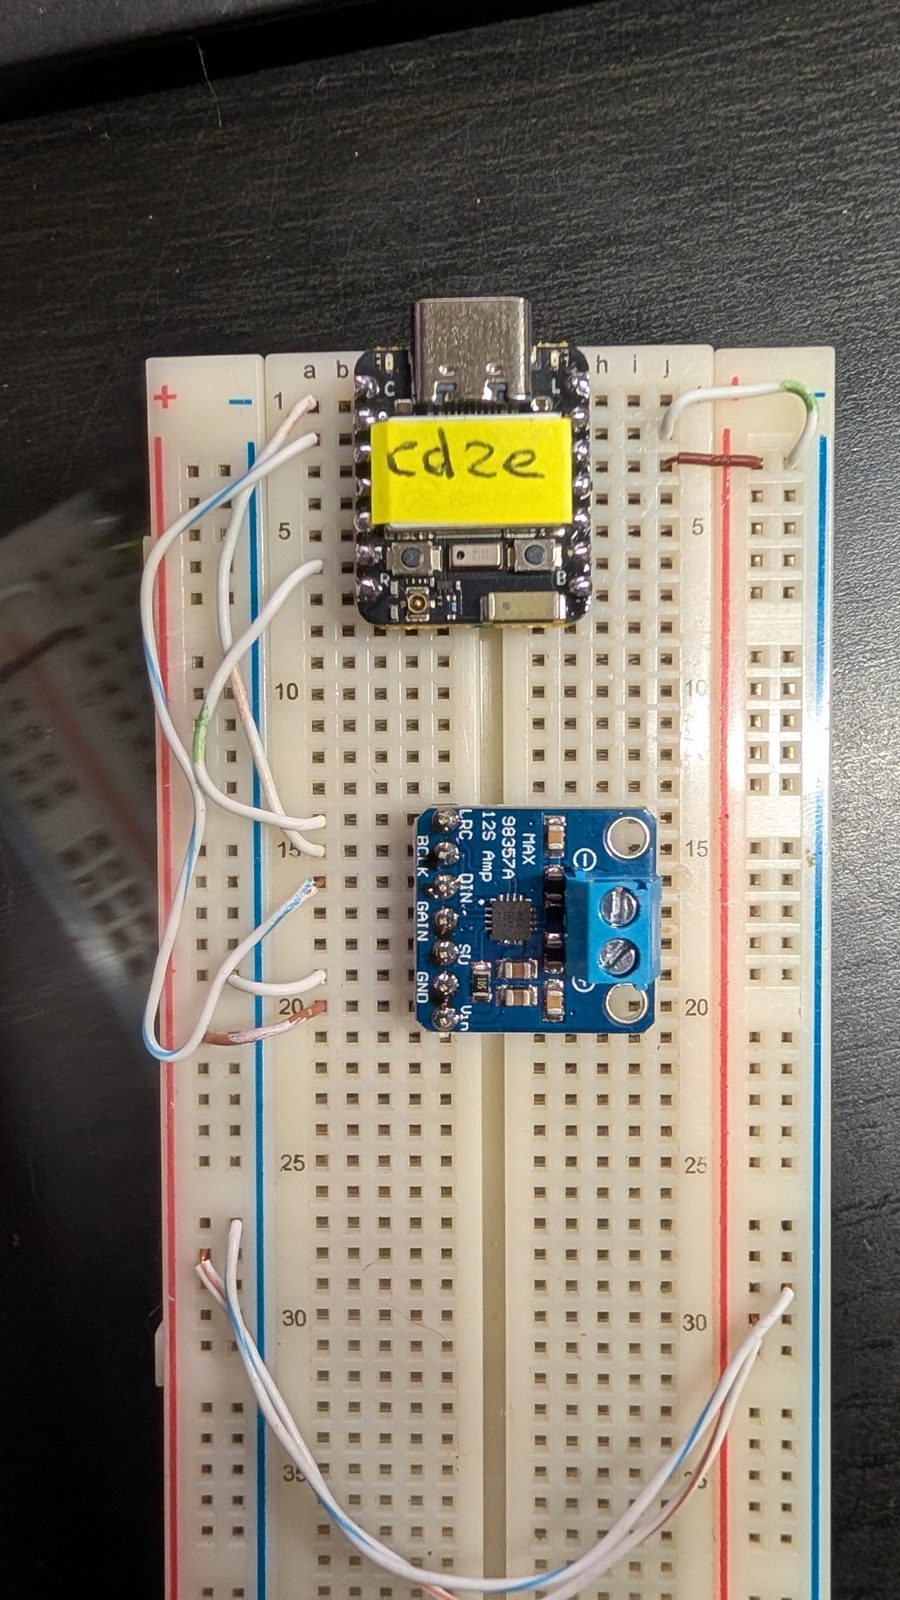 + − a b h i j + −
C L
1 1
cd2e
5 5
R B
10 10
15 15
LRC
BCLK
DIN
GAIN
SD
GND
Vin
MAX
98357A
I2S Amp
−
20 20
25 25
30 30
35